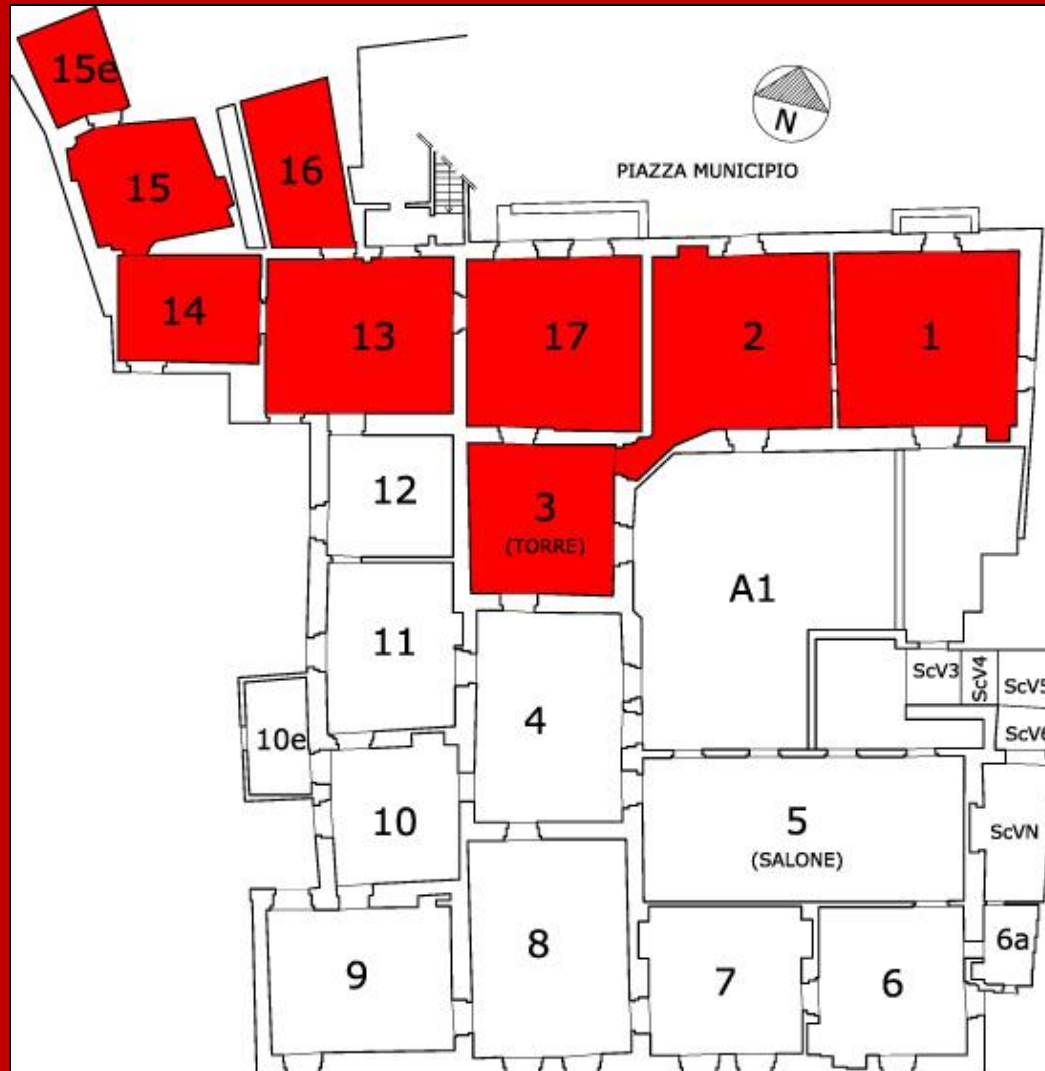 15e
N
PIAZZA MUNICIPIO
15
16
14
13
17
2
1
12
3
(TORRE)
A1
11
ScV3
ScV4
ScV5
4
10e
ScV6
10
5
(SALONE)
ScVN
9
8
7
6
6a